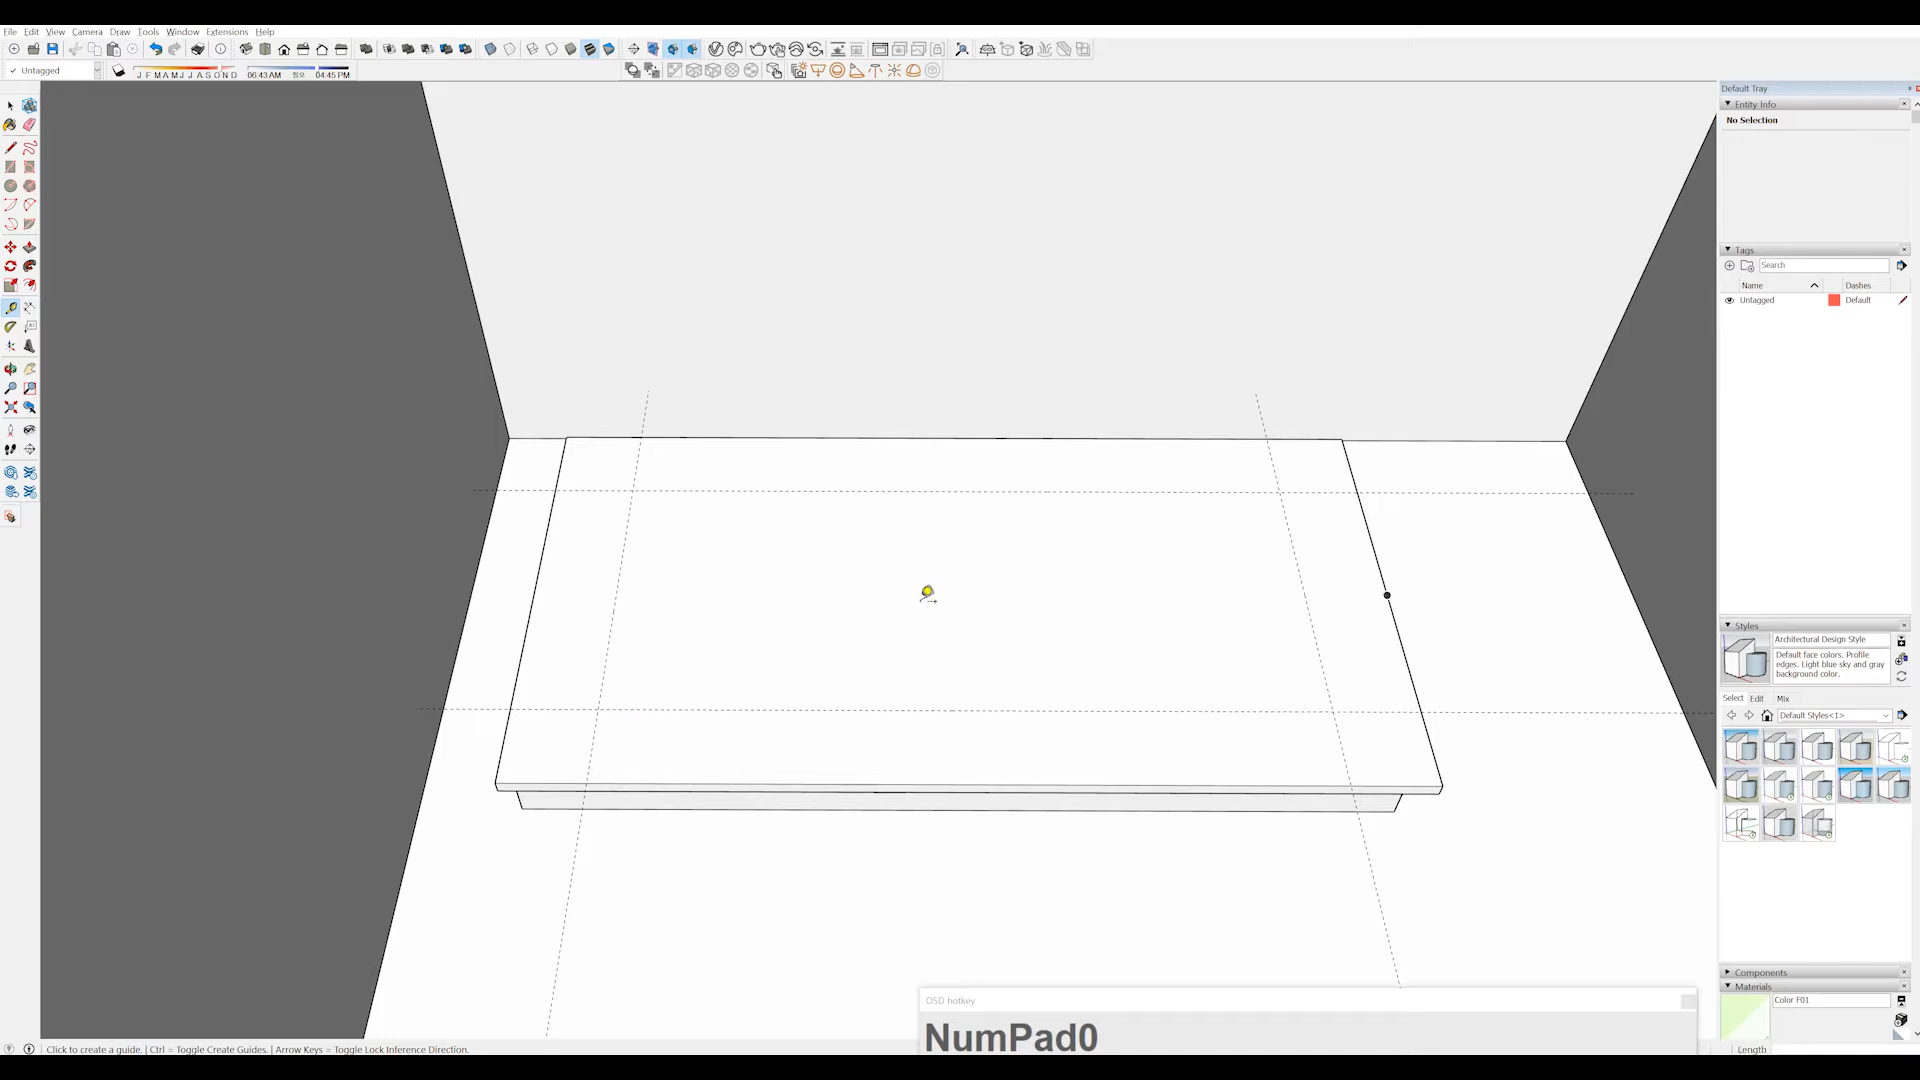 File Edit View Camera Draw Tools Window Extensions Help
Untagged
J F M A M J J A S O N D 06:43 AM 정오 04:45 PM
Default Tray
Entity Info
No Selection
Tags
Search
Name Dashes
Untagged Default
Styles
Architectural Design Style
Default face colors. Profile
edges. Light blue sky and gray
background color.
Select Edit Mix
Default Styles<1>
Components
Materials
Color F01
OSD hotkey
NumPad0
Click to create a guide. | Ctrl = Toggle Create Guides. | Arrow Keys = Toggle Lock Inference Direction.
Length